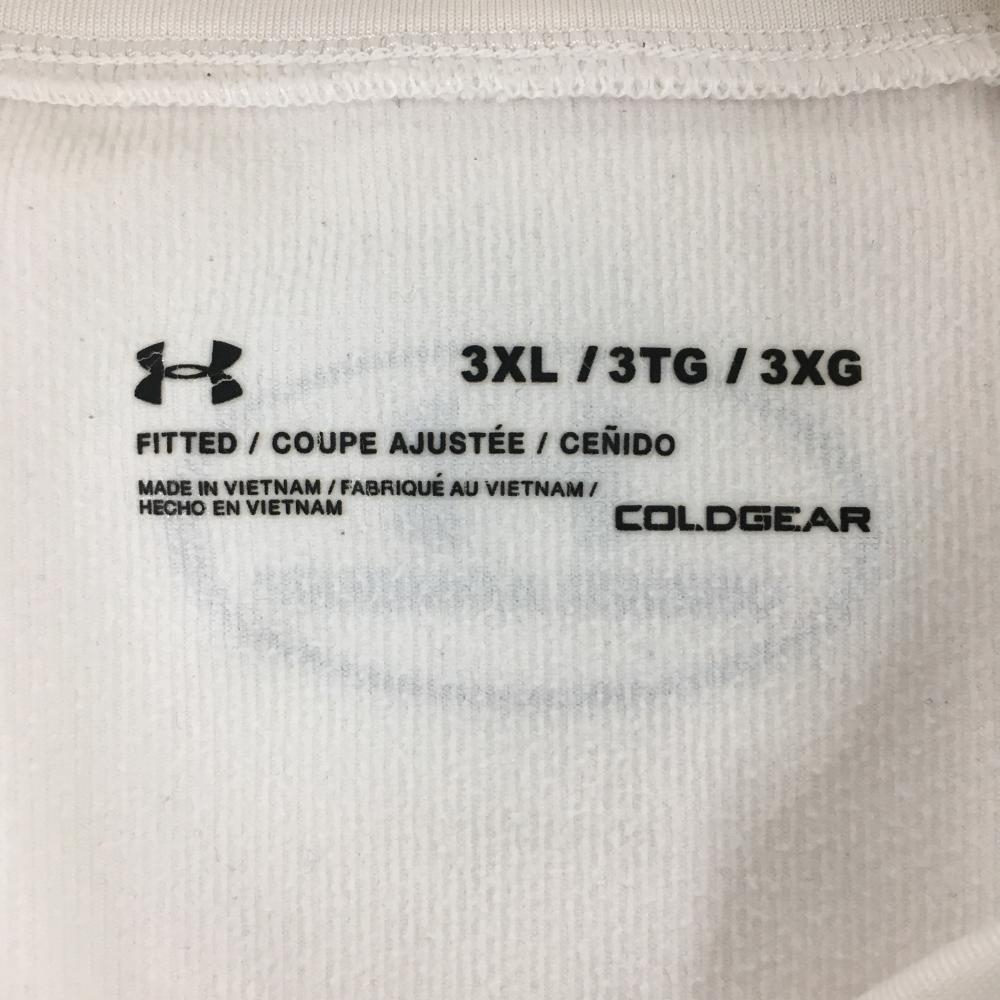 3XL / 3TG / 3XG
FITTED / COUPE AJUSTÉE / CEÑIDO
MADE IN VIETNAM / FABRIQUÉ AU VIETNAM /
HECHO EN VIETNAM
COLDGEAR